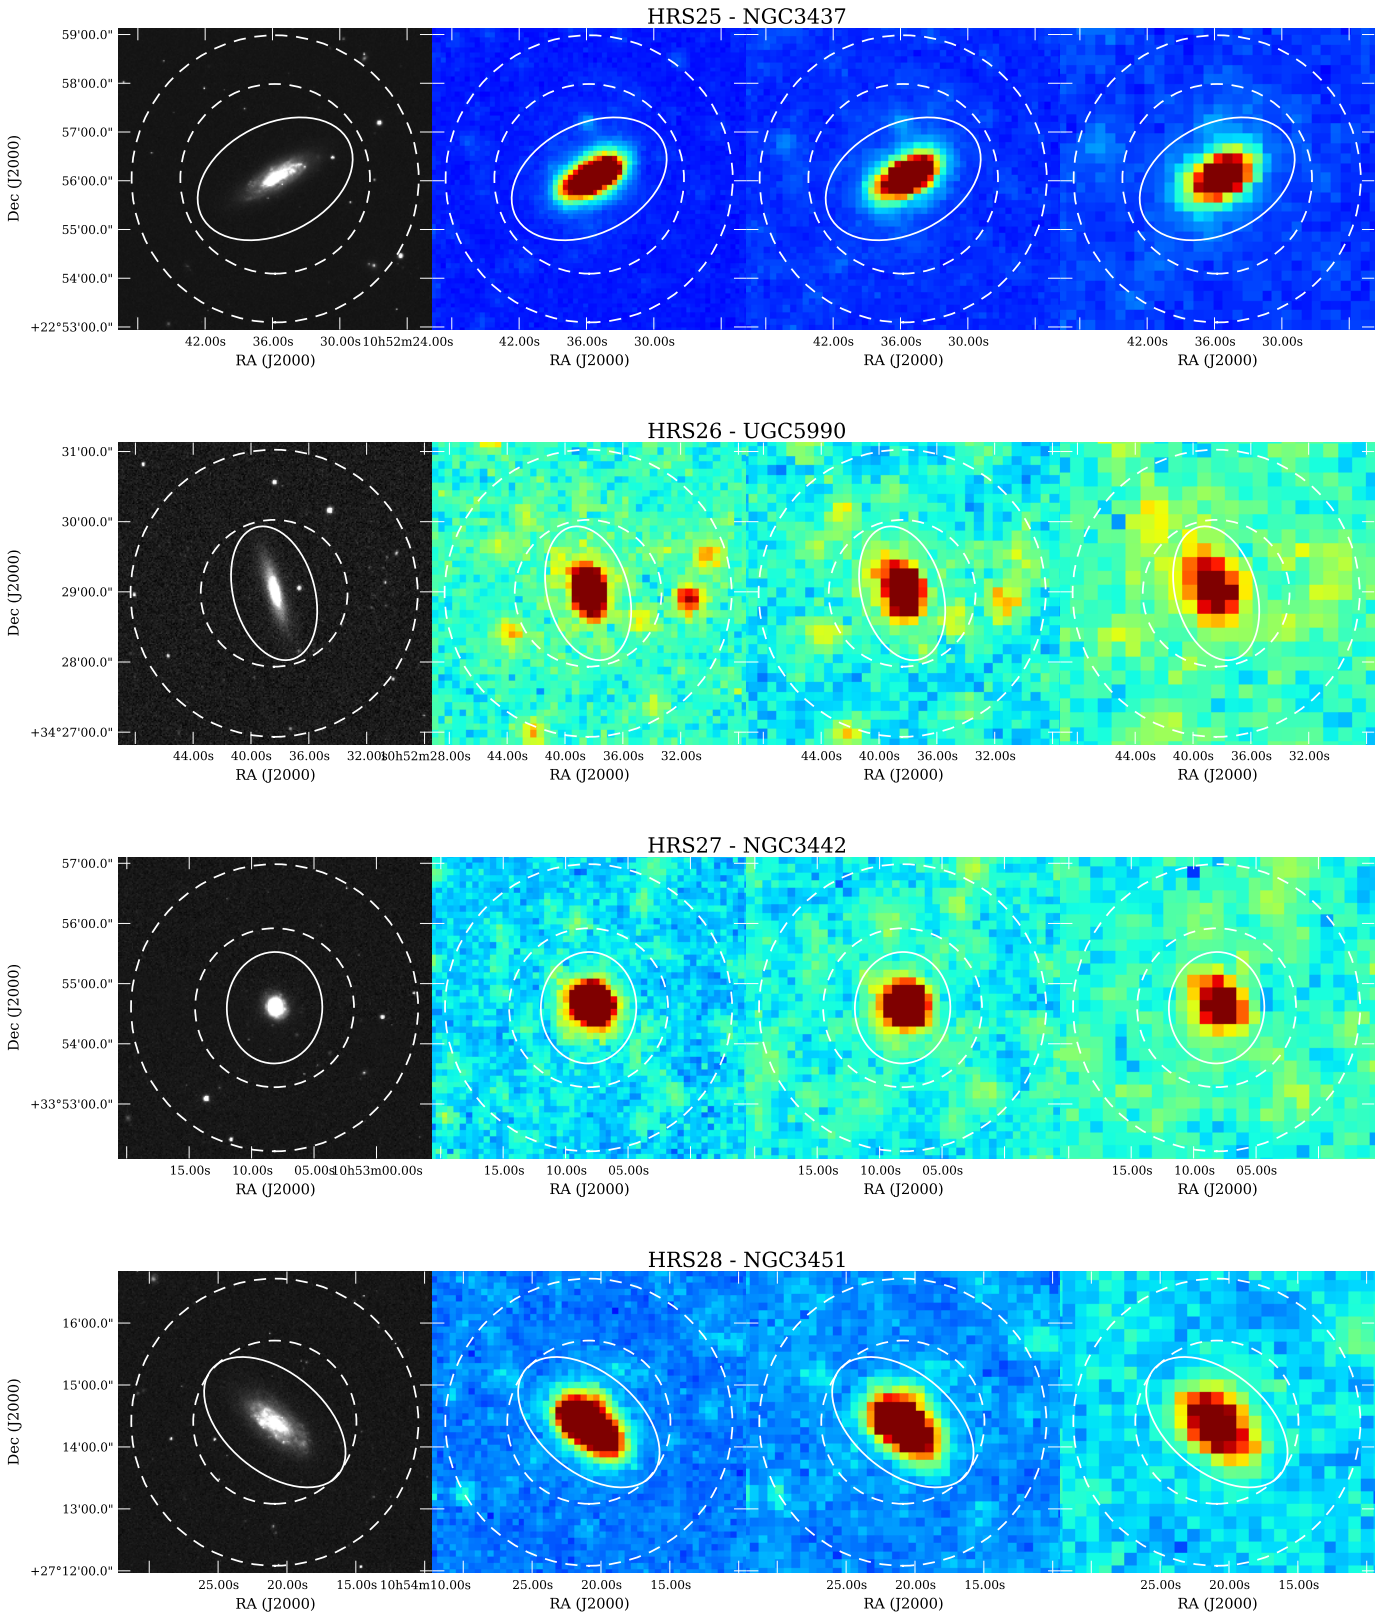 HRS25 - NGC3437
59'00.0"
58'00.0"
57'00.0"
56'00.0"
55'00.0"
54'00.0"
+22°53'00.0"
Dec (J2000)
42.00s 36.00s 30.00s 10h52m24.00s 42.00s 36.00s 30.00s 42.00s 36.00s 30.00s 42.00s 36.00s 30.00s
RA (J2000) RA (J2000) RA (J2000) RA (J2000)
HRS26 - UGC5990
31'00.0"
30'00.0"
29'00.0"
28'00.0"
+34°27'00.0"
Dec (J2000)
44.00s 40.00s 36.00s 32.00s 10h52m28.00s 44.00s 40.00s 36.00s 32.00s 44.00s 40.00s 36.00s 32.00s 44.00s 40.00s 36.00s 32.00s
RA (J2000) RA (J2000) RA (J2000) RA (J2000)
HRS27 - NGC3442
57'00.0"
56'00.0"
55'00.0"
54'00.0"
+33°53'00.0"
Dec (J2000)
15.00s 10.00s 05.00s 10h53m00.00s 15.00s 10.00s 05.00s 15.00s 10.00s 05.00s 15.00s 10.00s 05.00s
RA (J2000) RA (J2000) RA (J2000) RA (J2000)
HRS28 - NGC3451
16'00.0"
15'00.0"
14'00.0"
13'00.0"
+27°12'00.0"
Dec (J2000)
25.00s 20.00s 15.00s 10h54m10.00s 25.00s 20.00s 15.00s 25.00s 20.00s 15.00s 25.00s 20.00s 15.00s
RA (J2000) RA (J2000) RA (J2000) RA (J2000)